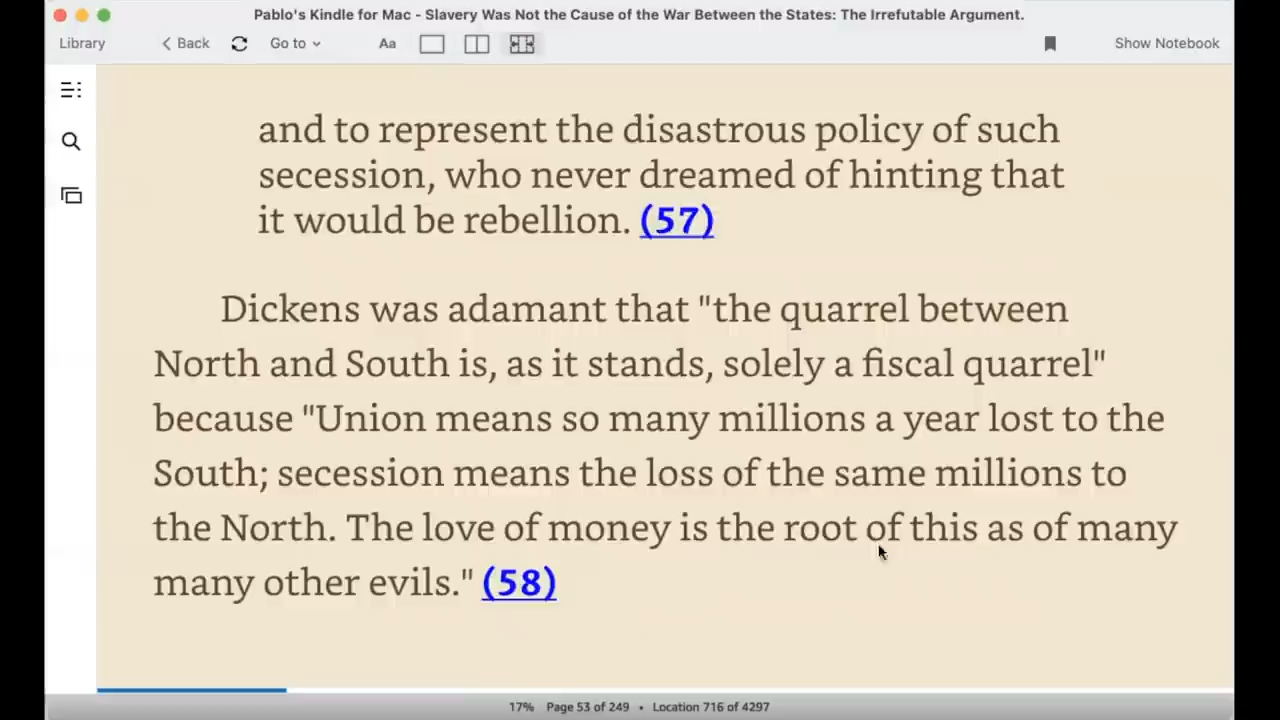 Pablo's Kindle for Mac - Slavery Was Not the Cause of the War Between the States: The Irrefutable Argument.
Library Back Go to Aa Show Notebook
and to represent the disastrous policy of such
secession, who never dreamed of hinting that
it would be rebellion. (57)
Dickens was adamant that "the quarrel between
North and South is, as it stands, solely a fiscal quarrel"
because "Union means so many millions a year lost to the
South; secession means the loss of the same millions to
the North. The love of money is the root of this as of many
many other evils." (58)
17% Page 53 of 249 • Location 716 of 4297